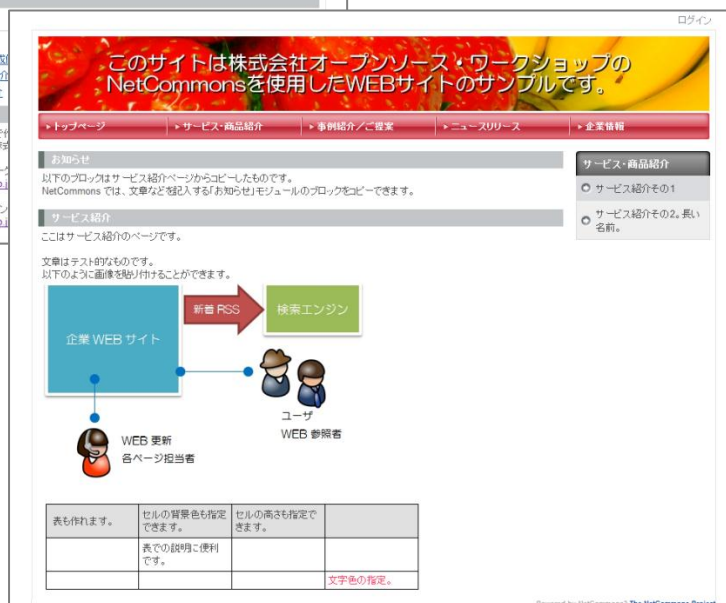 ログイン
このサイトは株式会社オープンソース・ワークショップの
NetCommonsを使用したWEBサイトのサンプルです。
トップページ
サービス・商品紹介
事例紹介/ご提案
ニュースリリース
企業情報
お知らせ
以下のブロックはサービス紹介ページからコピーしたものです。
NetCommons では、文章などを記入する「お知らせ」モジュールのブロックをコピーできます。
サービス紹介
ここはサービス紹介のページです。
文章はテスト的なものです。
以下のように画像を貼り付けることができます。
企業 WEB サイト
新着 RSS
検索エンジン
ユーザ
WEB 参照者
WEB 更新
各ページ担当者
表も作れます。
セルの背景色も指定
できます。
セルの高さも指定で
きます。
表での説明に便利
です。
文字色の指定。
サービス・商品紹介
サービス紹介その1
サービス紹介その2。長い
名前。
Powered by NetCommons2 The NetCommons Project